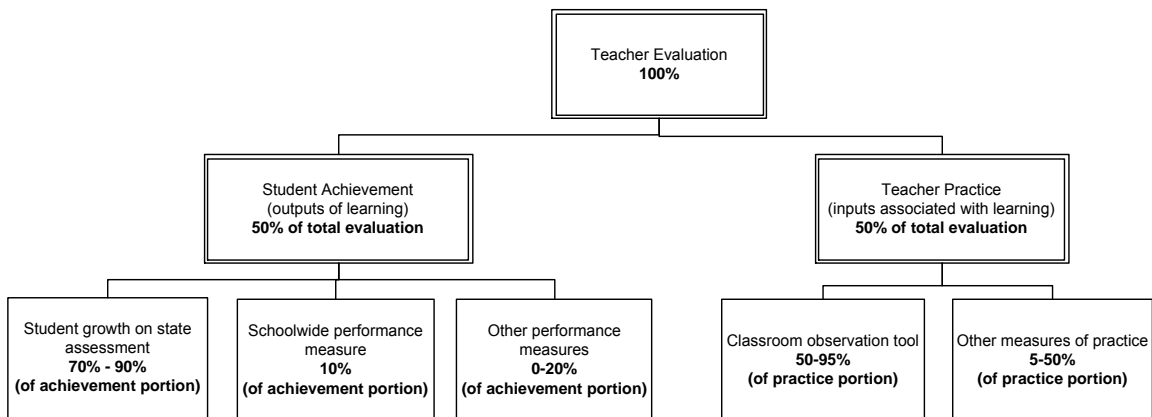 Teacher Evaluation
100%
Student Achievement
(outputs of learning)
50% of total evaluation
Teacher Practice
(inputs associated with learning)
50% of total evaluation
Student growth on state
assessment
70% - 90%
(of achievement portion)
Schoolwide performance
measure
10%
(of achievement portion)
Other performance
measures
0-20%
(of achievement portion)
Classroom observation tool
50-95%
(of practice portion)
Other measures of practice
5-50%
(of practice portion)